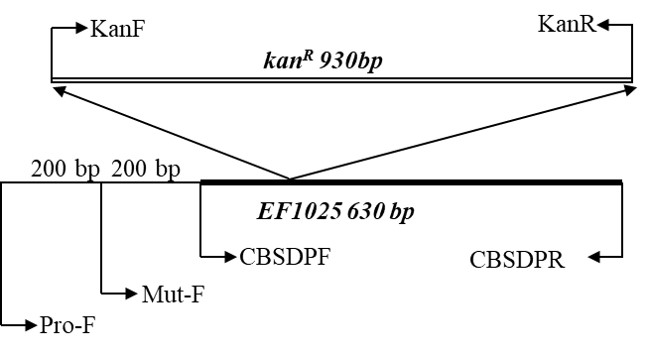 KanF
KanR
kanR 930bp
200 bp 200 bp
EF1025 630 bp
CBSDPF
CBSDPR
Mut-F
Pro-F